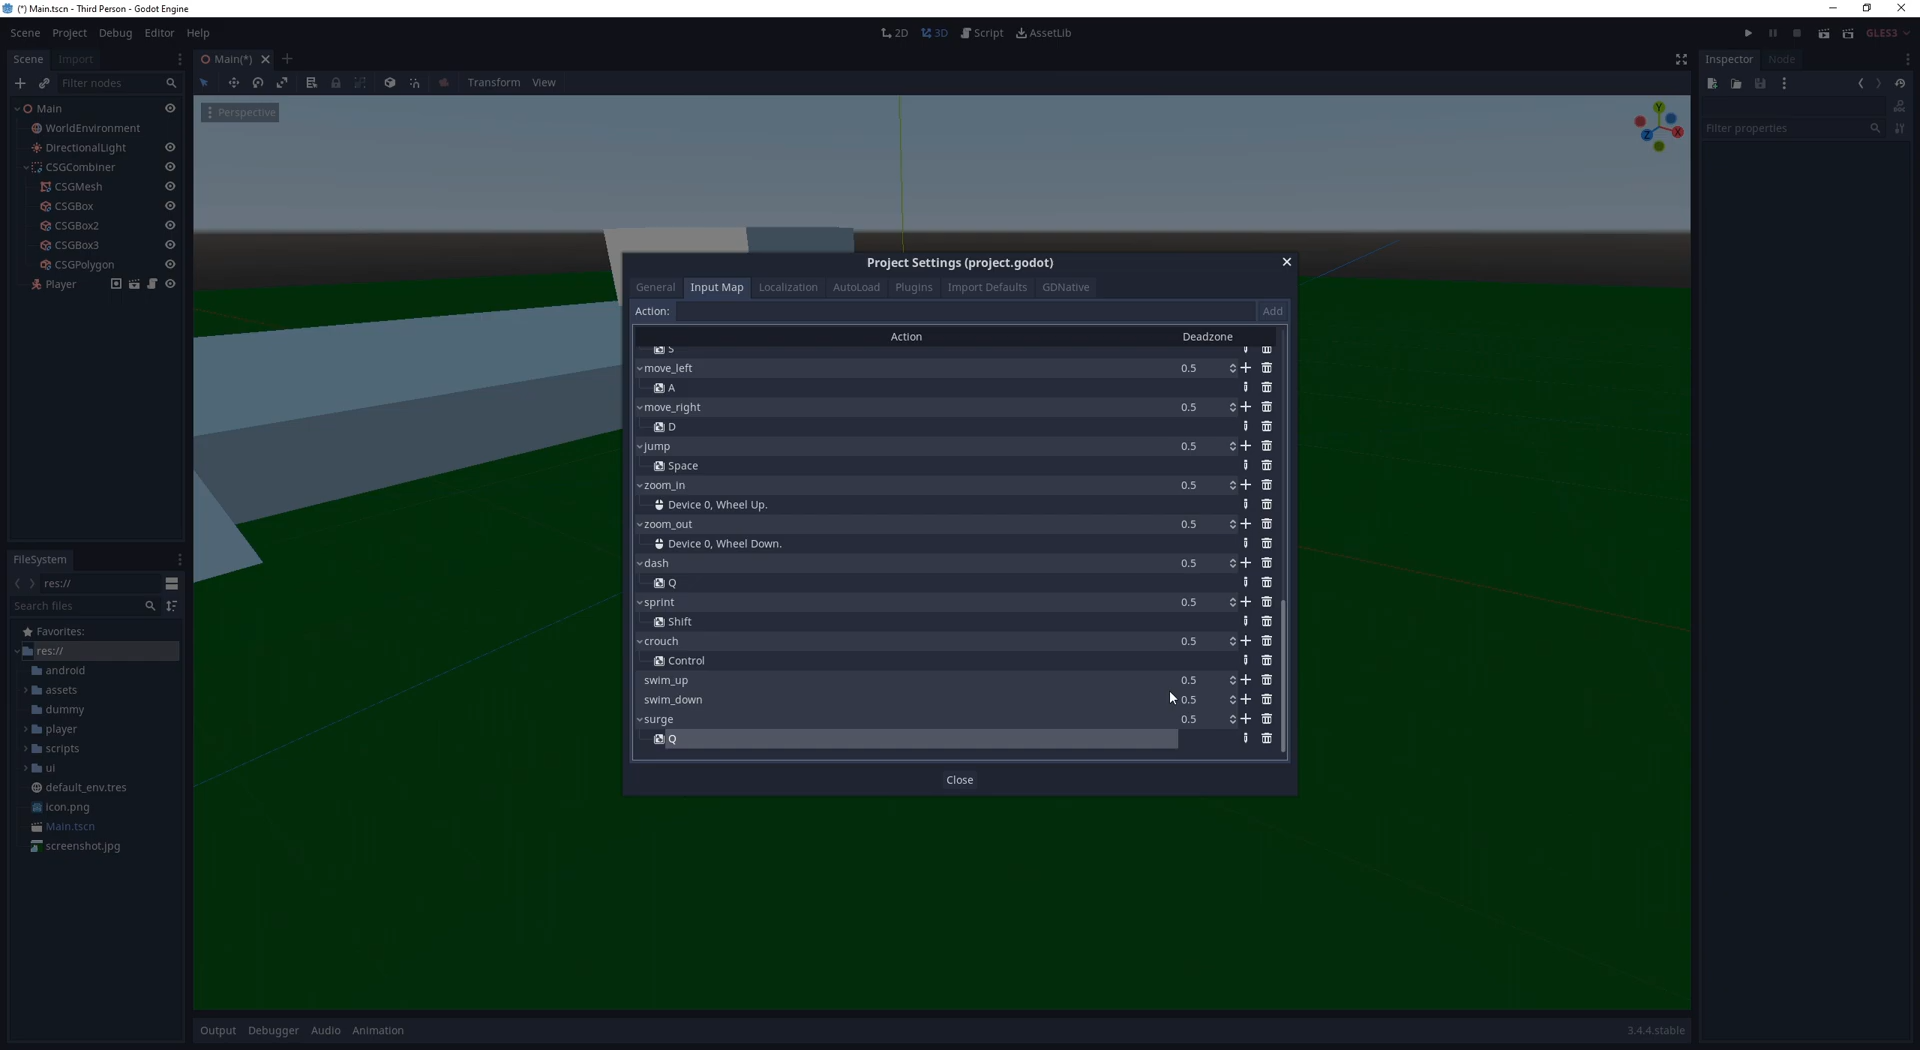 (*) Main.tscn - Third Person - Godot Engine
Scene Project Debug Editor Help
2D 3D Script AssetLib
GLES3
Scene Import
Filter nodes
Main
WorldEnvironment
DirectionalLight
CSGCombiner
CSGMesh
CSGBox
CSGBox2
CSGBox3
CSGPolygon
Player
FileSystem
res://
Search files
Favorites:
res://
android
assets
dummy
player
scripts
ui
default_env.tres
icon.png
Main.tscn
screenshot.jpg
Main(*)
Transform View
Perspective
Y
X
Z
Project Settings (project.godot)
General Input Map Localization AutoLoad Plugins Import Defaults GDNative
Action: Add
Action Deadzone
S
move_left 0.5
A
move_right 0.5
D
jump 0.5
Space
zoom_in 0.5
Device 0, Wheel Up.
zoom_out 0.5
Device 0, Wheel Down.
dash 0.5
Q
sprint 0.5
Shift
crouch 0.5
Control
swim_up 0.5
swim_down 0.5
surge 0.5
Q
Close
Output Debugger Audio Animation
3.4.4.stable
Inspector Node
Filter properties